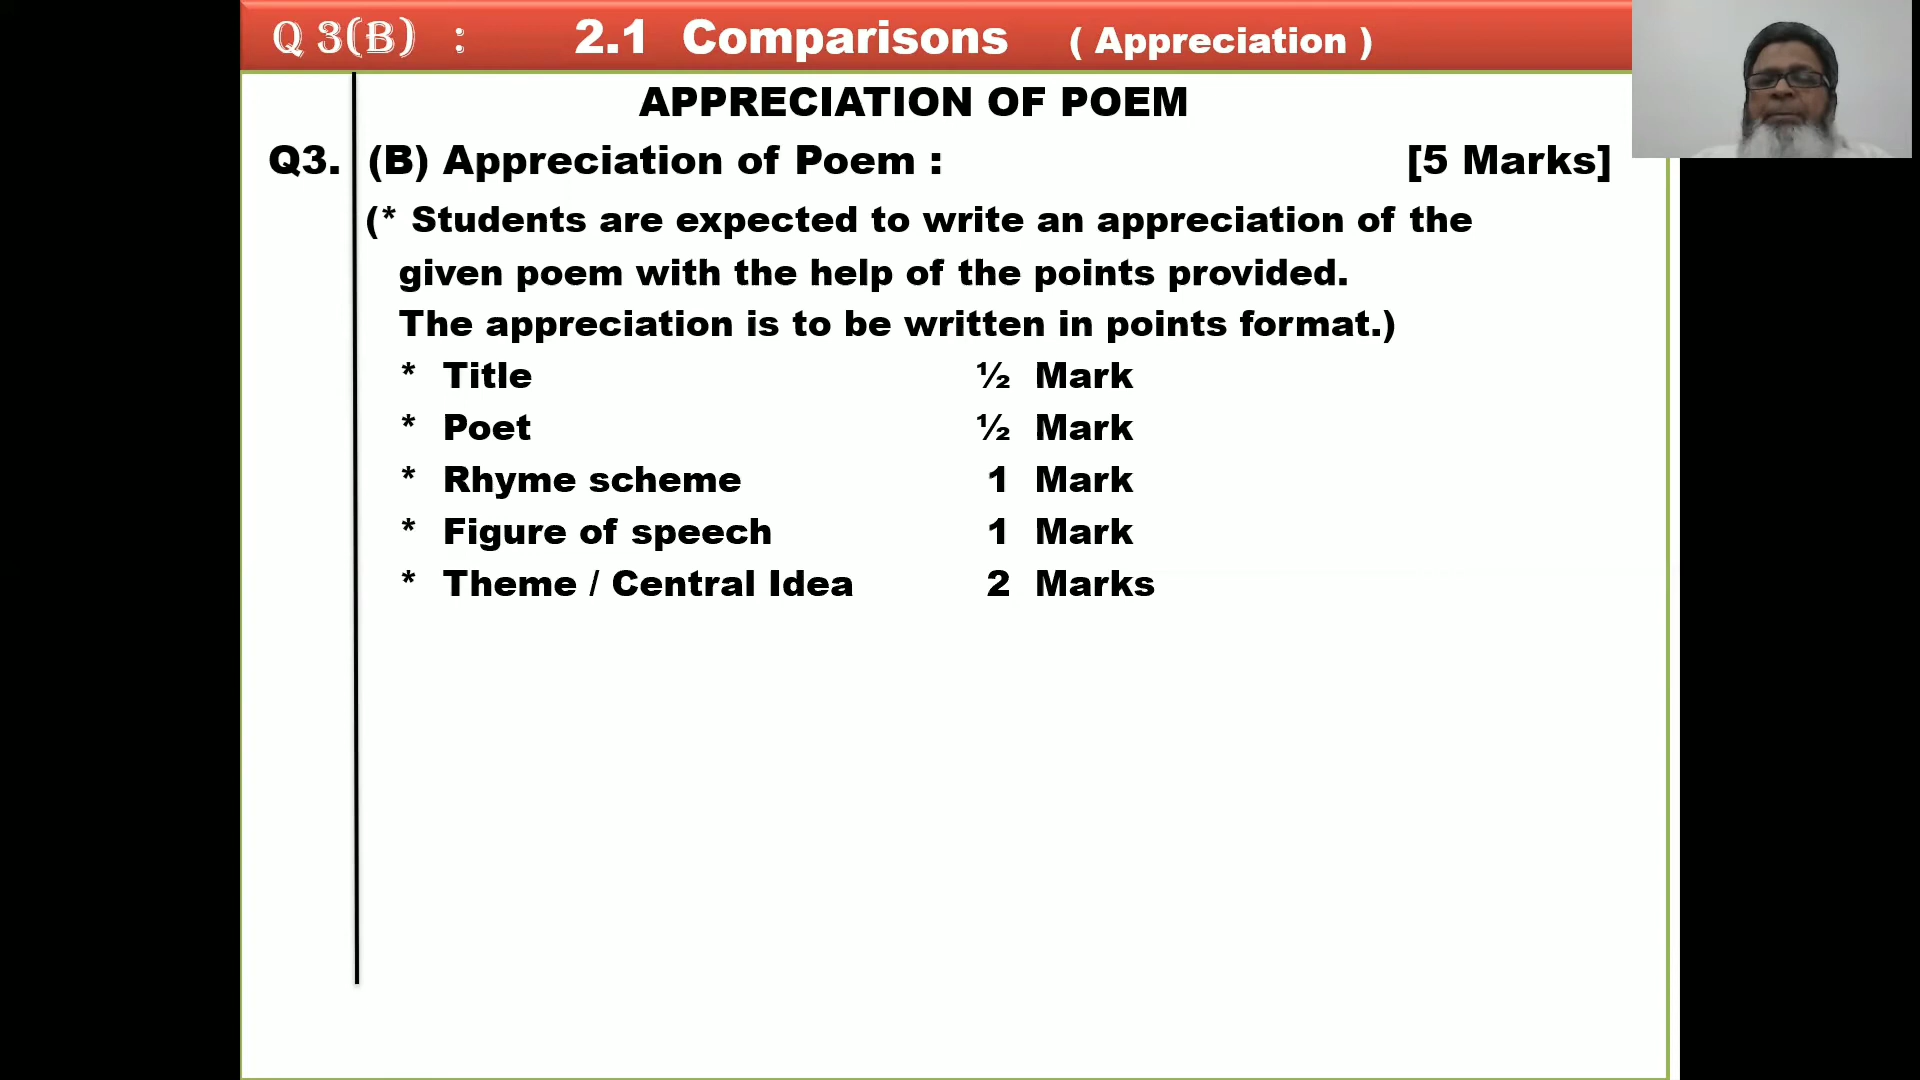 Q 3(B) : 2.1 Comparisons ( Appreciation )
APPRECIATION OF POEM
Q3. (B) Appreciation of Poem : [5 Marks]
(* Students are expected to write an appreciation of the
given poem with the help of the points provided.
The appreciation is to be written in points format.)
* Title ½ Mark
* Poet ½ Mark
* Rhyme scheme 1 Mark
* Figure of speech 1 Mark
* Theme / Central Idea 2 Marks